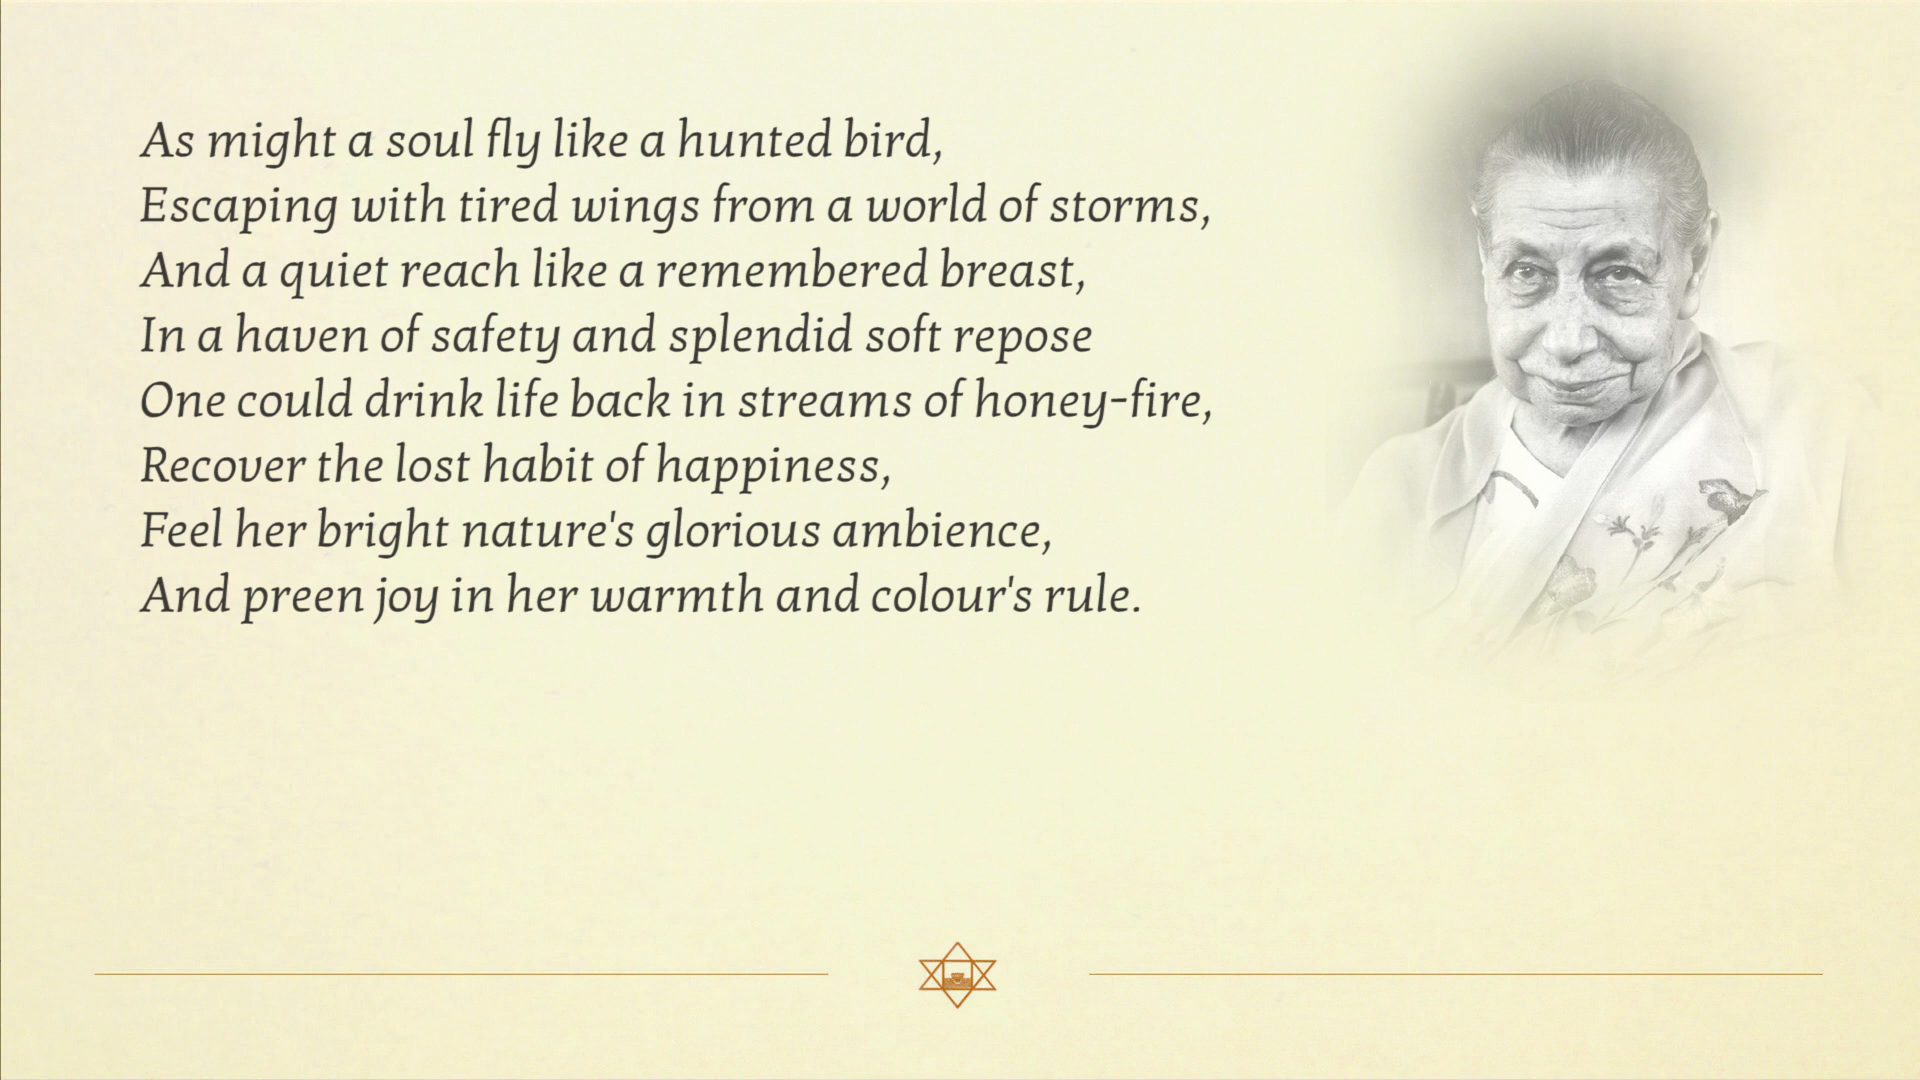 As might a soul fly like a hunted bird,
Escaping with tired wings from a world of storms,
And a quiet reach like a remembered breast,
In a haven of safety and splendid soft repose
One could drink life back in streams of honey-fire,
Recover the lost habit of happiness,
Feel her bright nature's glorious ambience,
And preen joy in her warmth and colour's rule.